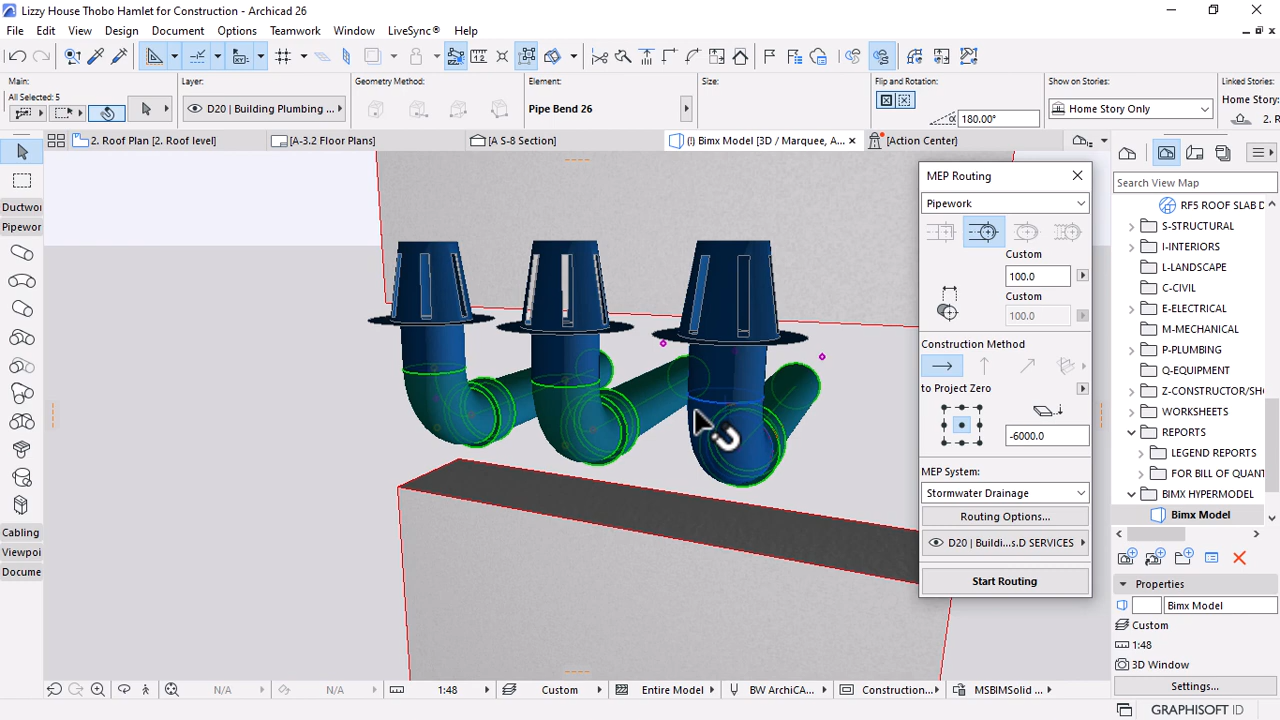 Lizzy House Thobo Hamlet for Construction - Archicad 26
File Edit View Design Document Options Teamwork Window LiveSync® Help
Main:
All Selected: 5
Layer:
D20 | Building Plumbing ...
Geometry Method:
Element:
Pipe Bend 26
Size:
Flip and Rotation:
180.00°
Show on Stories:
Home Story Only
Linked Stories:
Home Story:
2. R
2. Roof Plan [2. Roof level]
[A-3.2 Floor Plans]
[A S-8 Section]
(!) Bimx Model [3D / Marquee, A...
[Action Center]
Ductwo
Pipewor
Cabling
Viewpoi
Docume
MEP Routing
Pipework
Custom
100.0
Custom
100.0
Construction Method
to Project Zero
-6000.0
MEP System:
Stormwater Drainage
Routing Options...
D20 | Buildi...s.D SERVICES
Start Routing
Search View Map
RF5 ROOF SLAB D
S-STRUCTURAL
I-INTERIORS
L-LANDSCAPE
C-CIVIL
E-ELECTRICAL
M-MECHANICAL
P-PLUMBING
Q-EQUIPMENT
Z-CONSTRUCTOR/SH
WORKSHEETS
REPORTS
LEGEND REPORTS
FOR BILL OF QUANT
BIMX HYPERMODEL
Bimx Model
Properties
Bimx Model
Custom
1:48
3D Window
Settings...
N/A
N/A
1:48
Custom
Entire Model
BW ArchiCA...
Construction...
MSBIMSolid ...
GRAPHISOFT ID